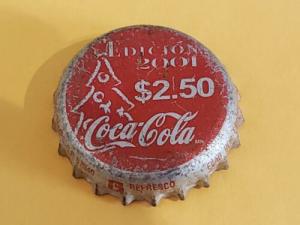 EDICIÓN
2001
$2.50
Coca-Cola
REFRESCO